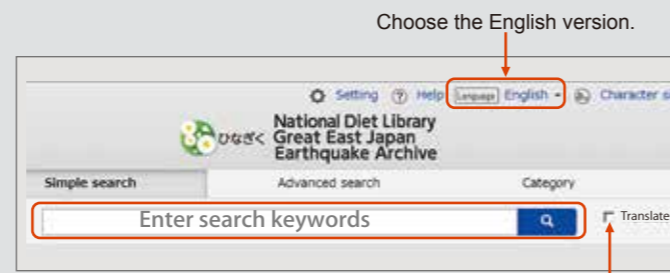 Choose the English version.
Setting Help Language English Character s
National Diet Library
ひなぎく Great East Japan
Earthquake Archive
Simple search Advanced search Category
Enter search keywords Translate